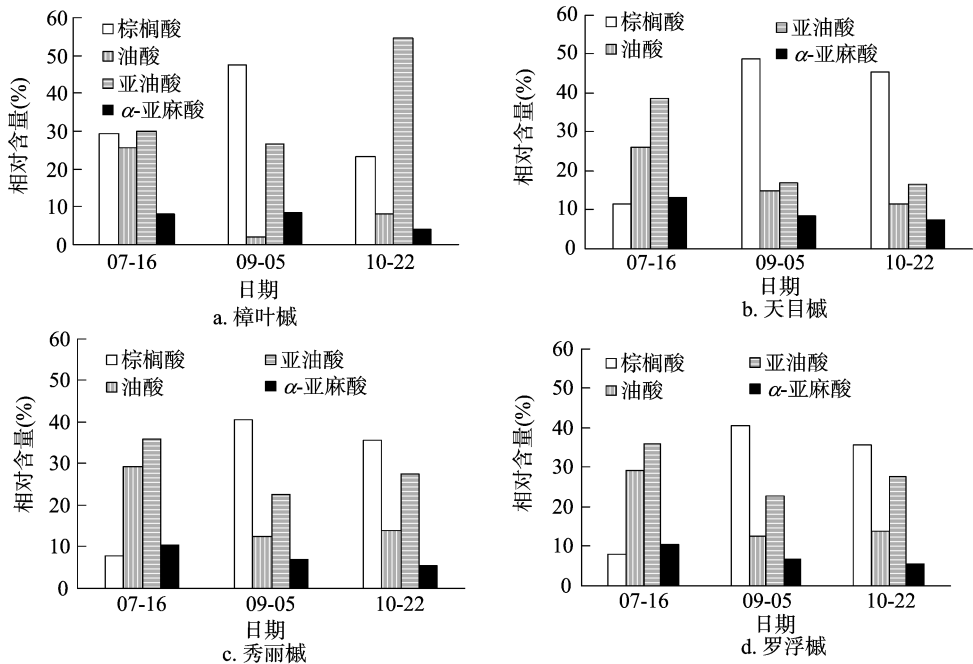 相对含量(%)
60
50
40
30
20
10
0
棕榈酸
油酸
亚油酸
α-亚麻酸
07-16 09-05 10-22
日期
a. 樟叶槭
相对含量(%)
60
50
40
30
20
10
0
棕榈酸 亚油酸
油酸 α-亚麻酸
07-16 09-05 10-22
日期
b. 天目槭
相对含量(%)
60
50
40
30
20
10
0
棕榈酸 亚油酸
油酸 α-亚麻酸
07-16 09-05 10-22
日期
c. 秀丽槭
相对含量(%)
60
50
40
30
20
10
0
棕榈酸 亚油酸
油酸 α-亚麻酸
07-16 09-05 10-22
日期
d. 罗浮槭